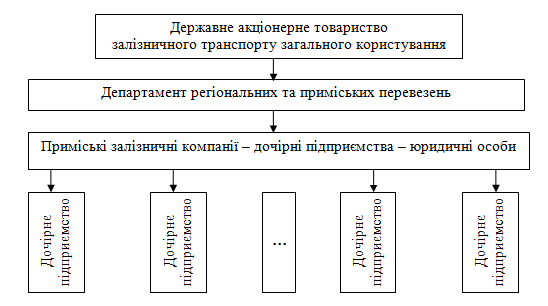 Державне акціонерне товариство
залізничного транспорту загального користування
Департамент регіональних та приміських перевезень
Приміські залізничні компанії – дочірні підприємства – юридичні особи
Дочірнє
підприємство
Дочірнє
підприємство
...
Дочірнє
підприємство
Дочірнє
підприємство